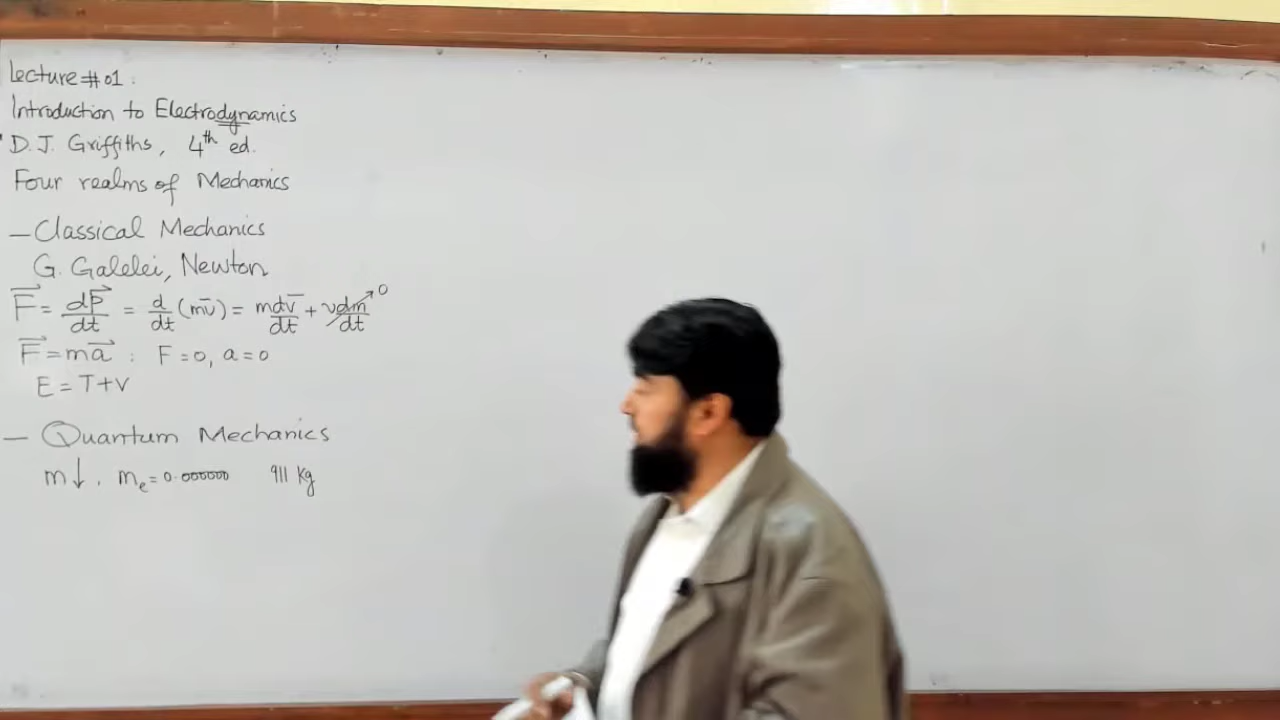 Lecture #01 :
Introduction to Electrodynamics
D.J. Griffiths, 4th ed.
Four realms of Mechanics
— Classical Mechanics
G. Galelei, Newton
F⃗ = dP⃗/dt = d/dt (mv̄) = m dv̄/dt + v dm/dt → 0
F⃗ = ma⃗ : F = 0, a = 0
E = T + V
— Quantum Mechanics
m↓ . mₑ = 0.000000 911 Kg